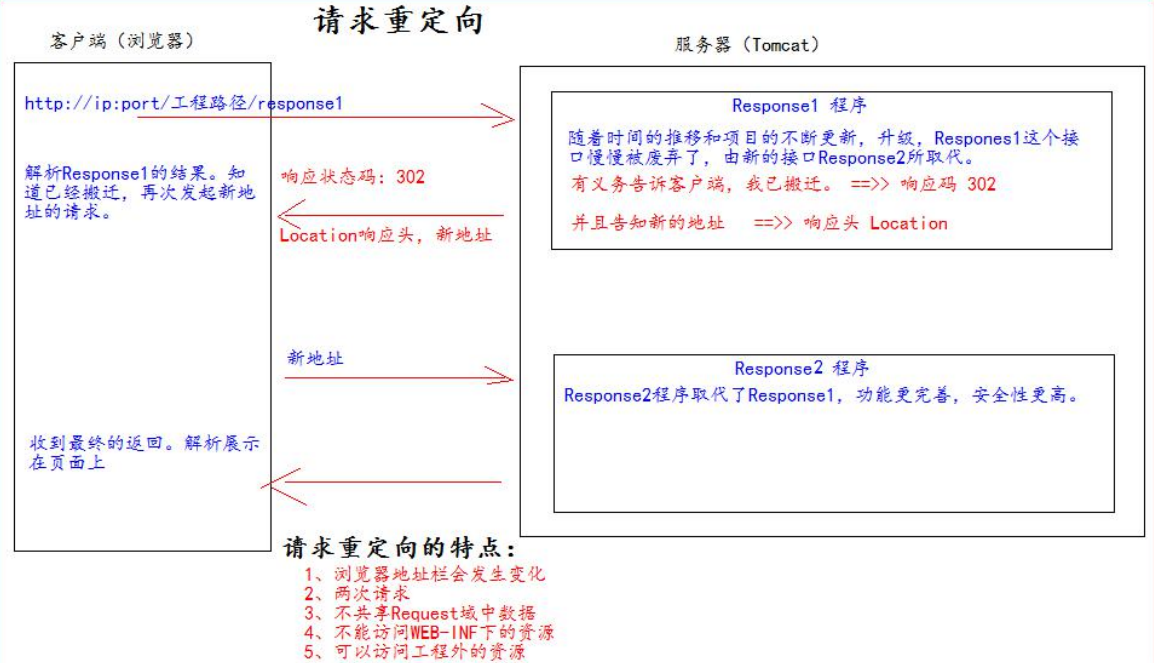 请求重定向
客户端（浏览器）
服务器（Tomcat）
http://ip:port/工程路径/response1
Response1 程序
随着时间的推移和项目的不断更新，升级，Respones1这个接
口慢慢被废弃了，由新的接口Response2所取代。
有义务告诉客户端，我已搬迁。 ==>> 响应码 302
并且告知新的地址 ==>> 响应头 Location
解析Response1的结果。知
道已经搬迁，再次发起新地
址的请求。
响应状态码：302
Location响应头，新地址
新地址
Response2 程序
Response2程序取代了Response1，功能更完善，安全性更高。
收到最终的返回。解析展示
在页面上
请求重定向的特点：
1、浏览器地址栏会发生变化
2、两次请求
3、不共享Request域中数据
4、不能访问WEB-INF下的资源
5、可以访问工程外的资源